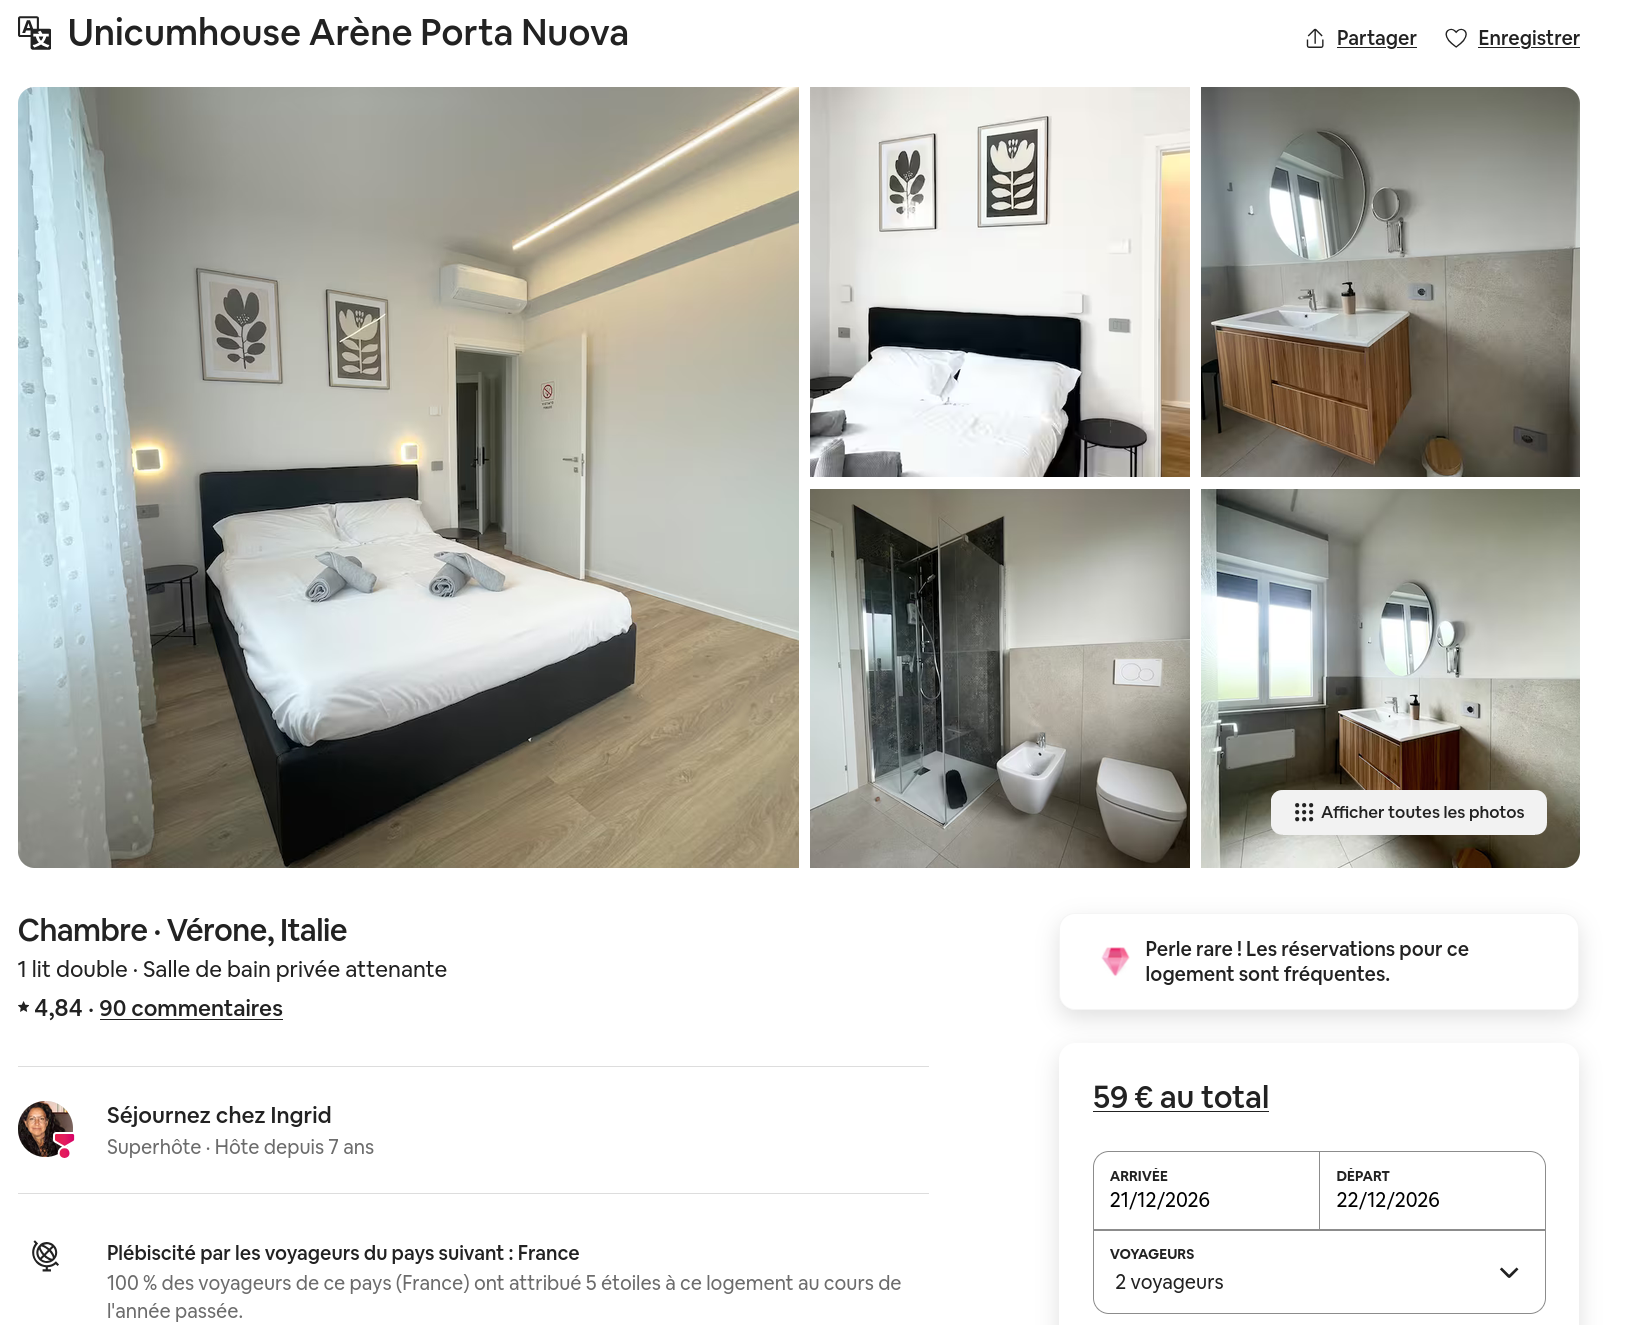 Unicumhouse Arène Porta Nuova
Partager
Enregistrer
Afficher toutes les photos
Chambre · Vérone, Italie
1 lit double · Salle de bain privée attenante
4,84 · 90 commentaires
Séjournez chez Ingrid
Superhôte · Hôte depuis 7 ans
Plébiscité par les voyageurs du pays suivant : France
100 % des voyageurs de ce pays (France) ont attribué 5 étoiles à ce logement au cours de
l'année passée.
Perle rare ! Les réservations pour ce
logement sont fréquentes.
59 € au total
ARRIVÉE
21/12/2026
DÉPART
22/12/2026
VOYAGEURS
2 voyageurs